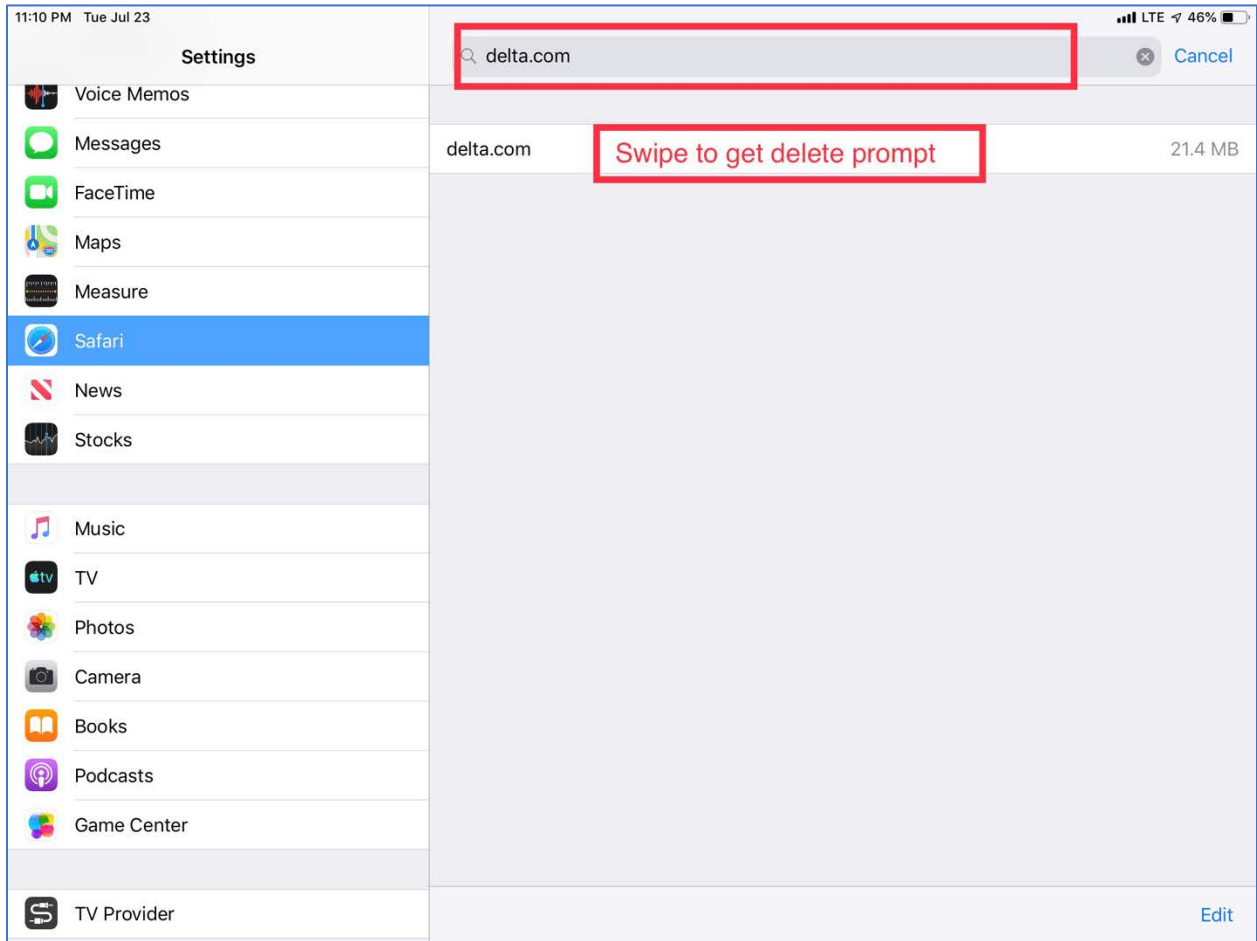 11:10 PM Tue Jul 23
LTE 46%
Settings
delta.com
Cancel
Voice Memos
Messages
FaceTime
Maps
Measure
Safari
News
Stocks
Music
tv
TV
Photos
Camera
Books
Podcasts
Game Center
TV Provider
delta.com
Swipe to get delete prompt
21.4 MB
Edit